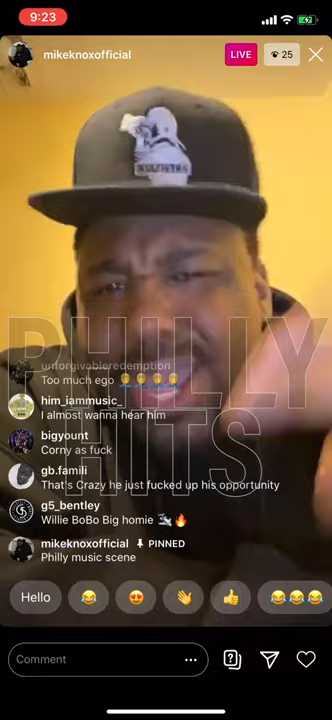 9:23
mikeknoxofficial
LIVE
25
PHILLY
HITS
unforgivableredemption
Too much ego 🤦‍♂️🤦‍♂️🤦‍♂️🤦‍♂️
him_iammusic_
I almost wanna hear him
bigyount
Corny as fuck
gb.famili
That's Crazy he just fucked up his opportunity
g5_bentley
Willie BoBo Big homie 👟🔥
mikeknoxofficial PINNED
Philly music scene
Hello 😂 😍 👏 👍 😂😂😂
Comment